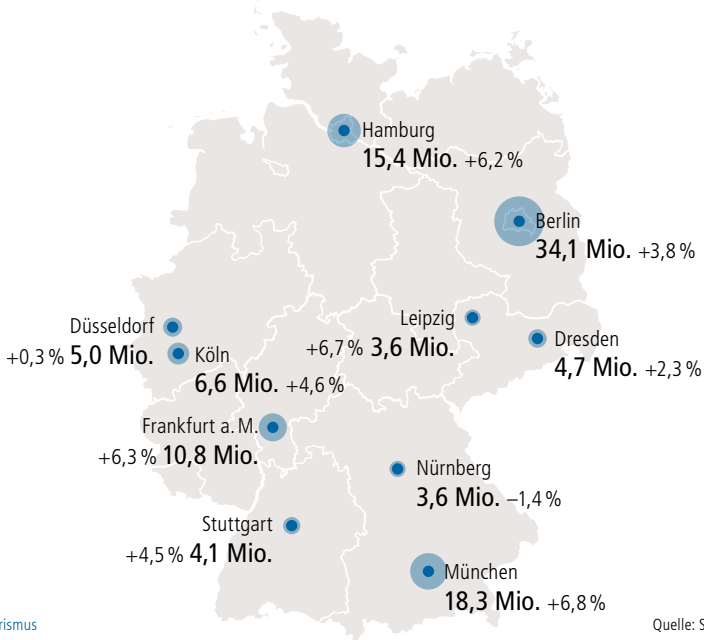 Hamburg
15,4 Mio. +6,2 %
Berlin
34,1 Mio. +3,8 %
Düsseldorf
+0,3 % 5,0 Mio.
Köln
6,6 Mio. +4,6 %
Leipzig
+6,7 % 3,6 Mio.
Dresden
4,7 Mio. +2,3 %
Frankfurt a. M.
+6,3 % 10,8 Mio.
Nürnberg
3,6 Mio. –1,4 %
Stuttgart
+4,5 % 4,1 Mio.
München
18,3 Mio. +6,8 %
Quelle: